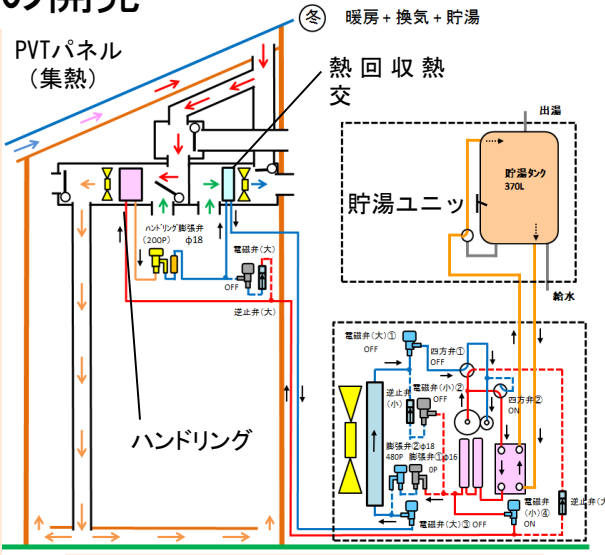 の開発
冬 暖房 + 換気 + 貯湯
PVTパネル
（集熱）
熱回収熱
交
出湯
貯湯タンク
370L
貯湯ユニッ
ト
給水
ハンドリング膨張弁
（200P） φ18
電磁弁(大)
OFF
逆止弁(大)
ハンドリング
電磁弁(大)①
OFF
四方弁①
OFF
電磁弁(小)②
OFF
逆止弁
(小)
四方弁②
ON
膨張弁②φ18
480P
膨張弁①φ16
0P
電磁弁(大)③ OFF
電磁弁
(小)④
ON
逆止弁(大